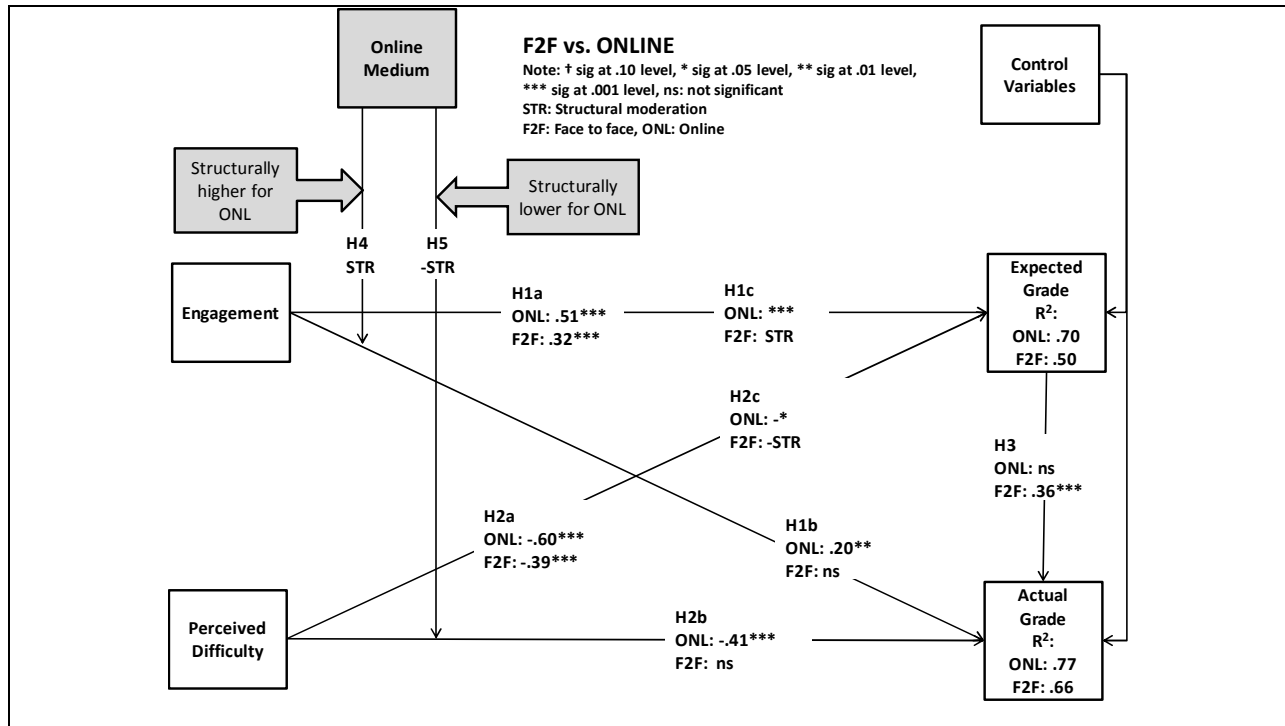 Online
Medium
F2F vs. ONLINE
Note: † sig at .10 level, * sig at .05 level, ** sig at .01 level,
*** sig at .001 level, ns: not significant
STR: Structural moderation
F2F: Face to face, ONL: Online
Control
Variables
Structurally
higher for
ONL
Structurally
lower for ONL
H4
STR
H5
-STR
Engagement
H1a
ONL: .51***
F2F: .32***
H1c
ONL: ***
F2F: STR
Expected
Grade
R²:
ONL: .70
F2F: .50
H2c
ONL: -*
F2F: -STR
H3
ONL: ns
F2F: .36***
H2a
ONL: -.60***
F2F: -.39***
H1b
ONL: .20**
F2F: ns
Perceived
Difficulty
H2b
ONL: -.41***
F2F: ns
Actual
Grade
R²:
ONL: .77
F2F: .66